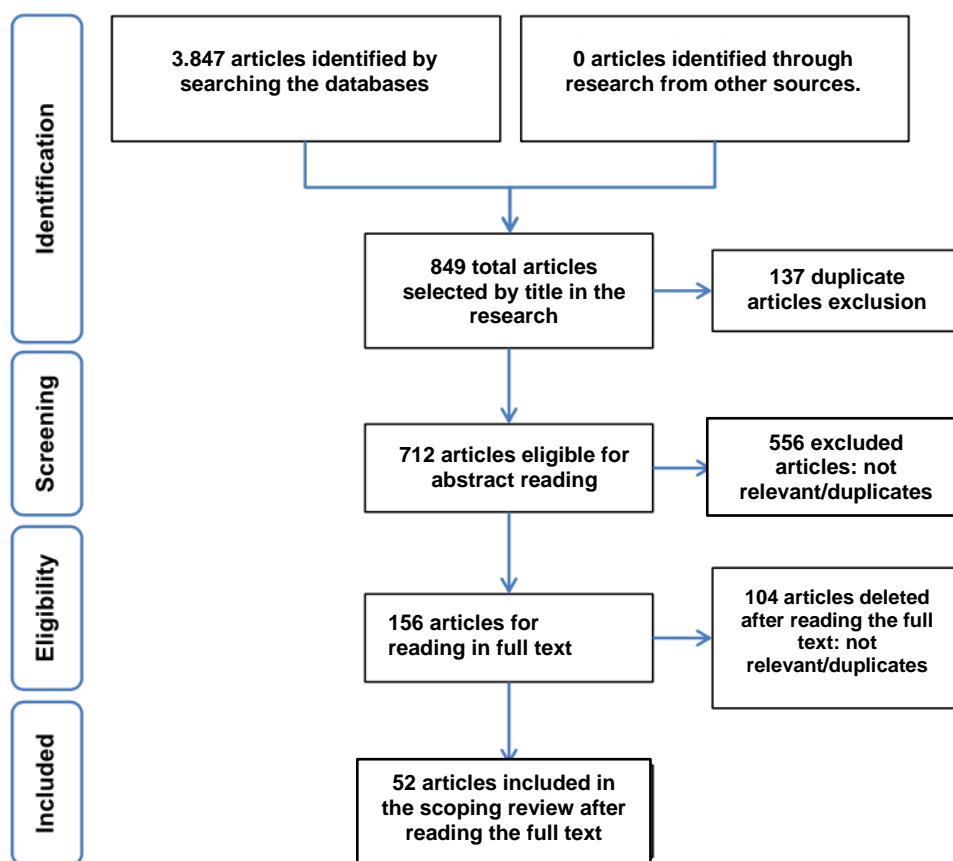 Identification
3.847 articles identified by
searching the databases
0 articles identified through
research from other sources.
849 total articles
selected by title in the
research
137 duplicate
articles exclusion
Screening
712 articles eligible for
abstract reading
556 excluded
articles: not
relevant/duplicates
Eligibility
156 articles for
reading in full text
104 articles deleted
after reading the full
text: not
relevant/duplicates
Included
52 articles included in
the scoping review after
reading the full text